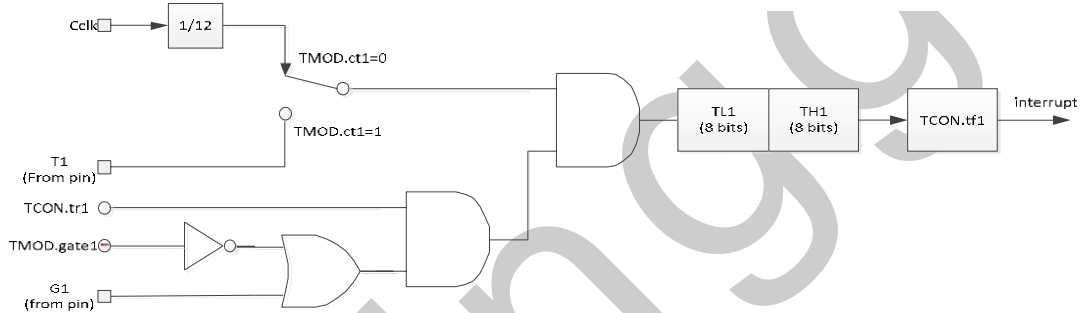 Cclk
1/12
TMOD.ct1=0
TMOD.ct1=1
TL1
(8 bits)
TH1
(8 bits)
TCON.tf1
interrupt
T1
(From pin)
TCON.tr1
TMOD.gate1
G1
(from pin)